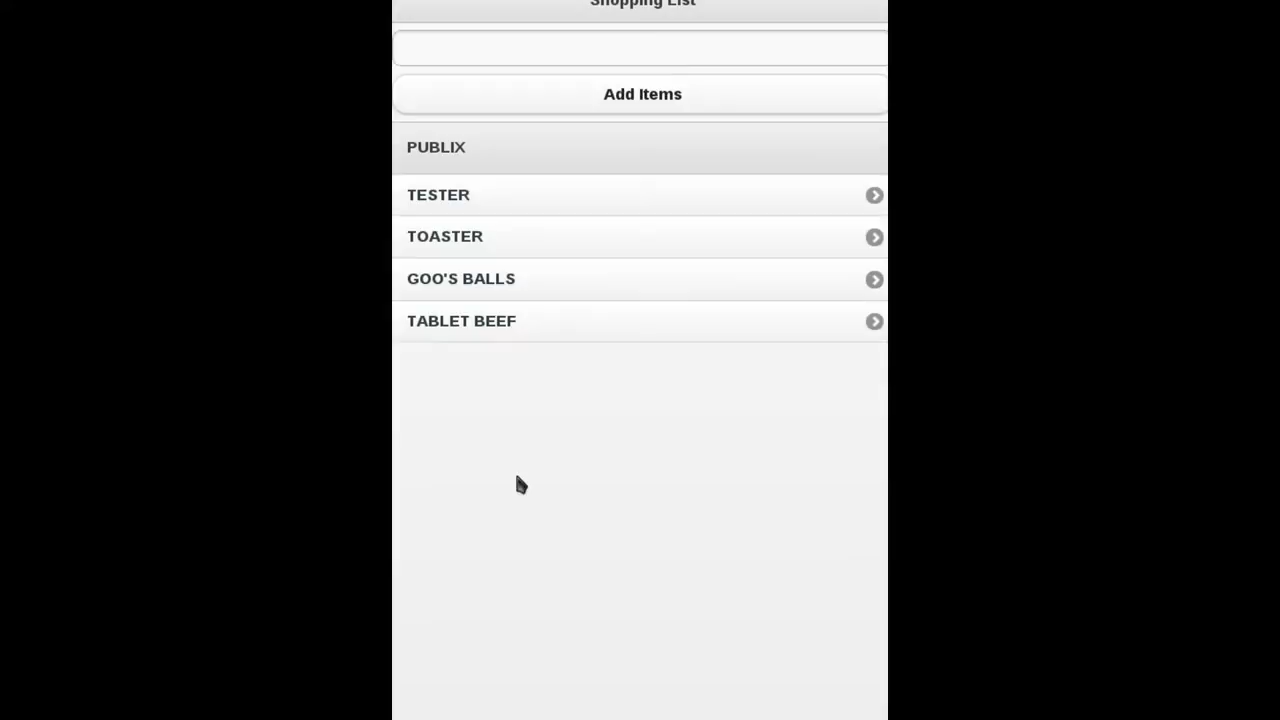 Shopping List
Add Items
PUBLIX
TESTER
TOASTER
GOO'S BALLS
TABLET BEEF